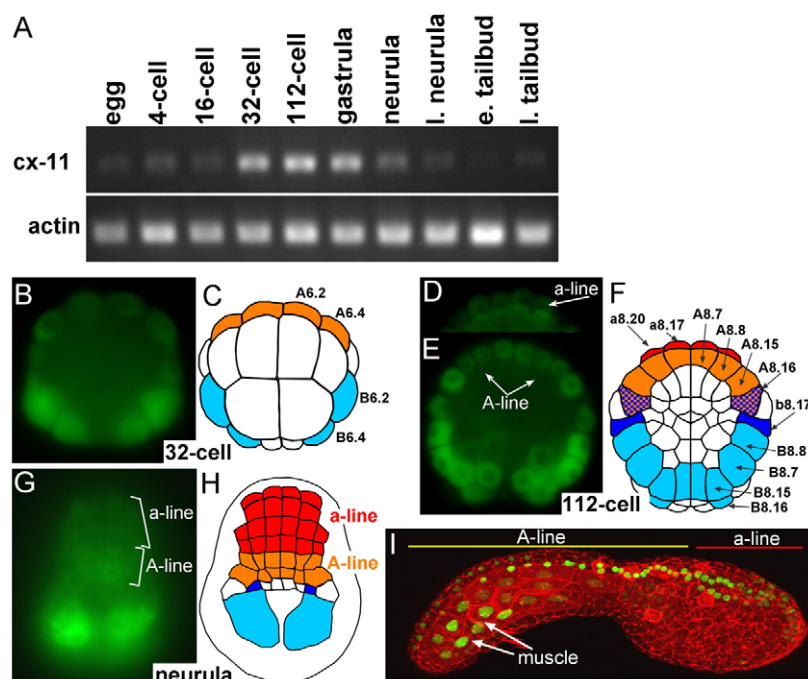 A
egg
4-cell
16-cell
32-cell
112-cell
gastrula
neurula
l. neurula
e. tailbud
l. tailbud
cx-11
actin
B
32-cell
C
A6.2
A6.4
B6.2
B6.4
D
a-line
E
A-line
112-cell
F
a8.20
a8.17
A8.7
A8.8
A8.15
A8.16
b8.17
B8.8
B8.7
B8.15
B8.16
G
a-line
A-line
neurula
H
a-line
A-line
I
A-line
a-line
muscle